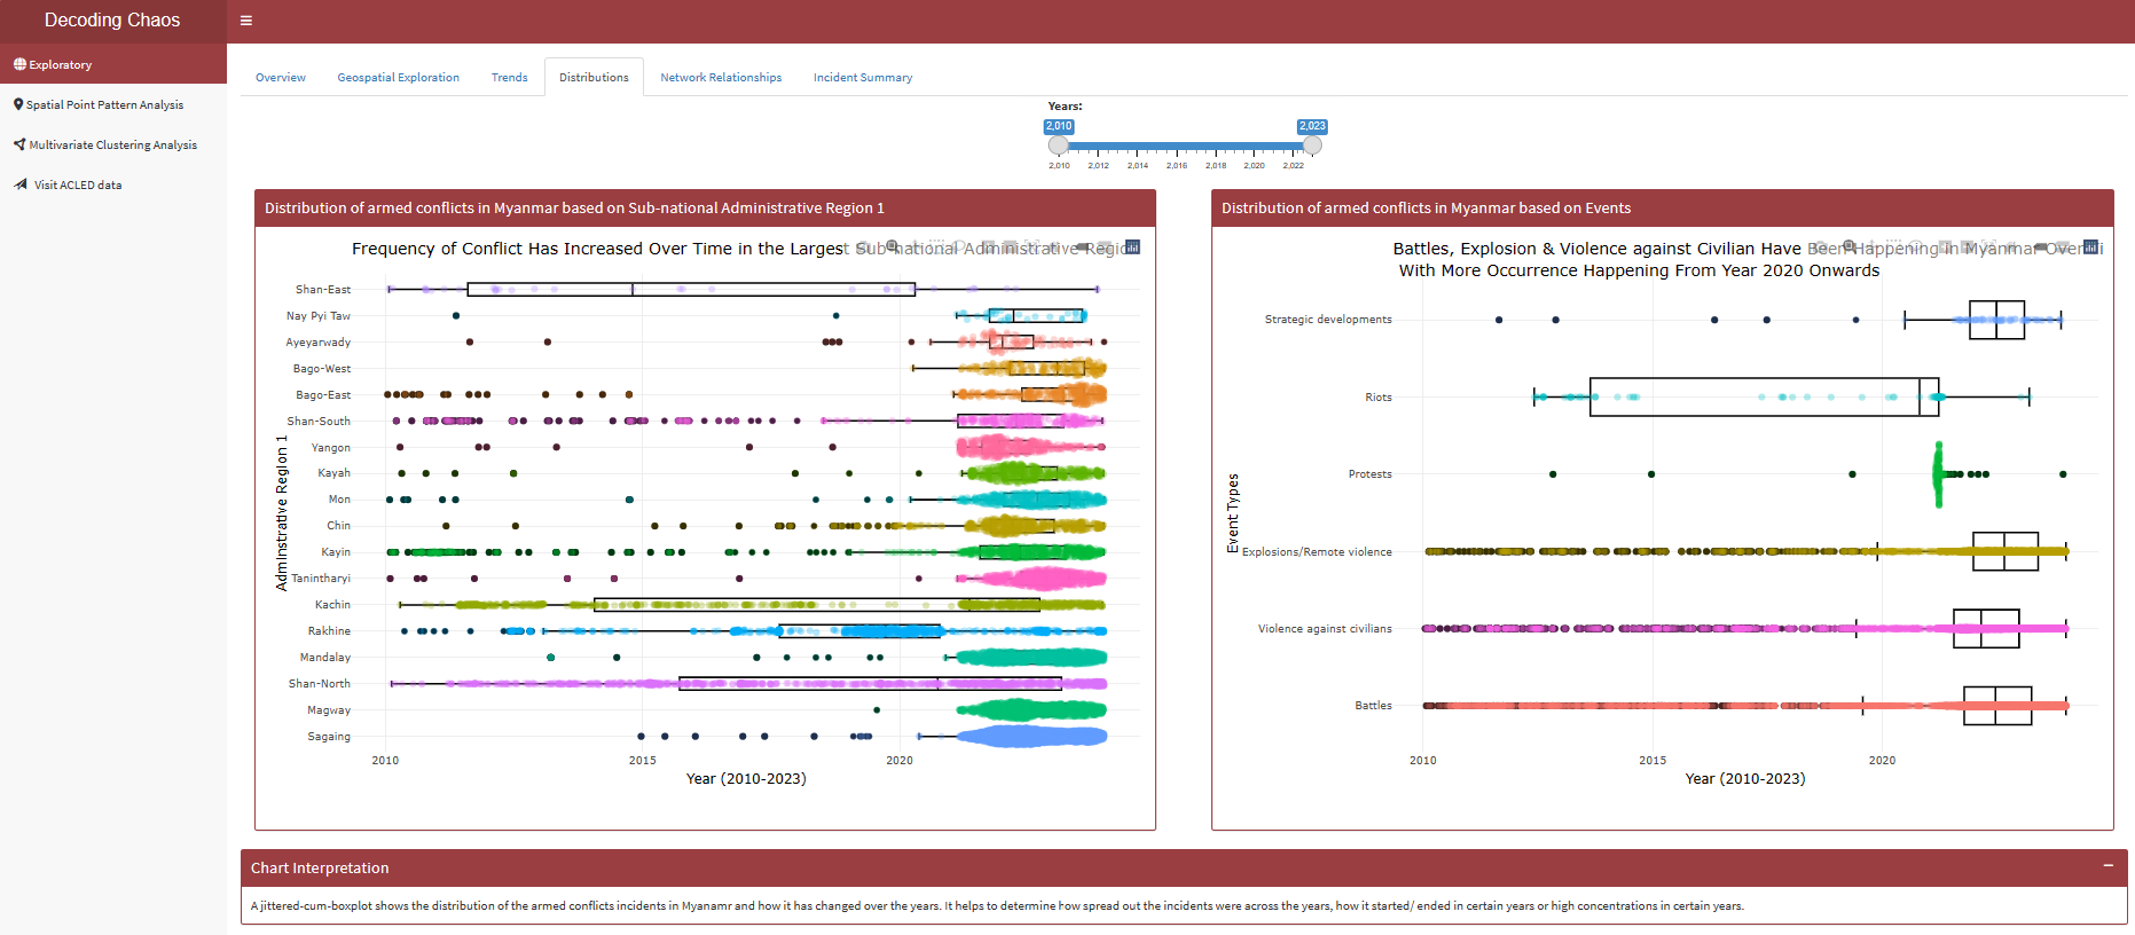 Decoding Chaos
Exploratory
Spatial Point Pattern Analysis
Multivariate Clustering Analysis
Visit ACLED data
Overview
Geospatial Exploration
Trends
Distributions
Network Relationships
Incident Summary
Years:
2,010
2,023
2,010 2,012 2,014 2,016 2,018 2,020 2,022
Distribution of armed conflicts in Myanmar based on Sub-national Administrative Region 1
Frequency of Conflict Has Increased Over Time in the Largest Sub-national Administrative Regio
Adminstrative Region 1
Shan-East
Nay Pyi Taw
Ayeyarwady
Bago-West
Bago-East
Shan-South
Yangon
Kayah
Mon
Chin
Kayin
Tanintharyi
Kachin
Rakhine
Mandalay
Shan-North
Magway
Sagaing
2010 2015 2020
Year (2010-2023)
Distribution of armed conflicts in Myanmar based on Events
Battles, Explosion & Violence against Civilian Have Been Happening in Myanmar Over
With More Occurrence Happening From Year 2020 Onwards
Event Types
Strategic developments
Riots
Protests
Explosions/Remote violence
Violence against civilians
Battles
2010 2015 2020
Year (2010-2023)
Chart Interpretation
A jittered-cum-boxplot shows the distribution of the armed conflicts incidents in Myanamr and how it has changed over the years. It helps to determine how spread out the incidents were across the years, how it started/ ended in certain years or high concentrations in certain years.